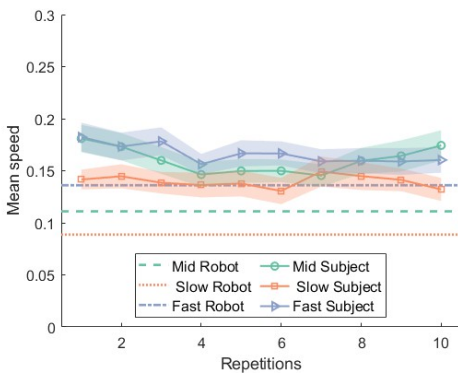 0.3
0.25
0.2
0.15
0.1
0.05
0
Mean speed
Mid Robot
Mid Subject
Slow Robot
Slow Subject
Fast Robot
Fast Subject
2
4
6
8
10
Repetitions